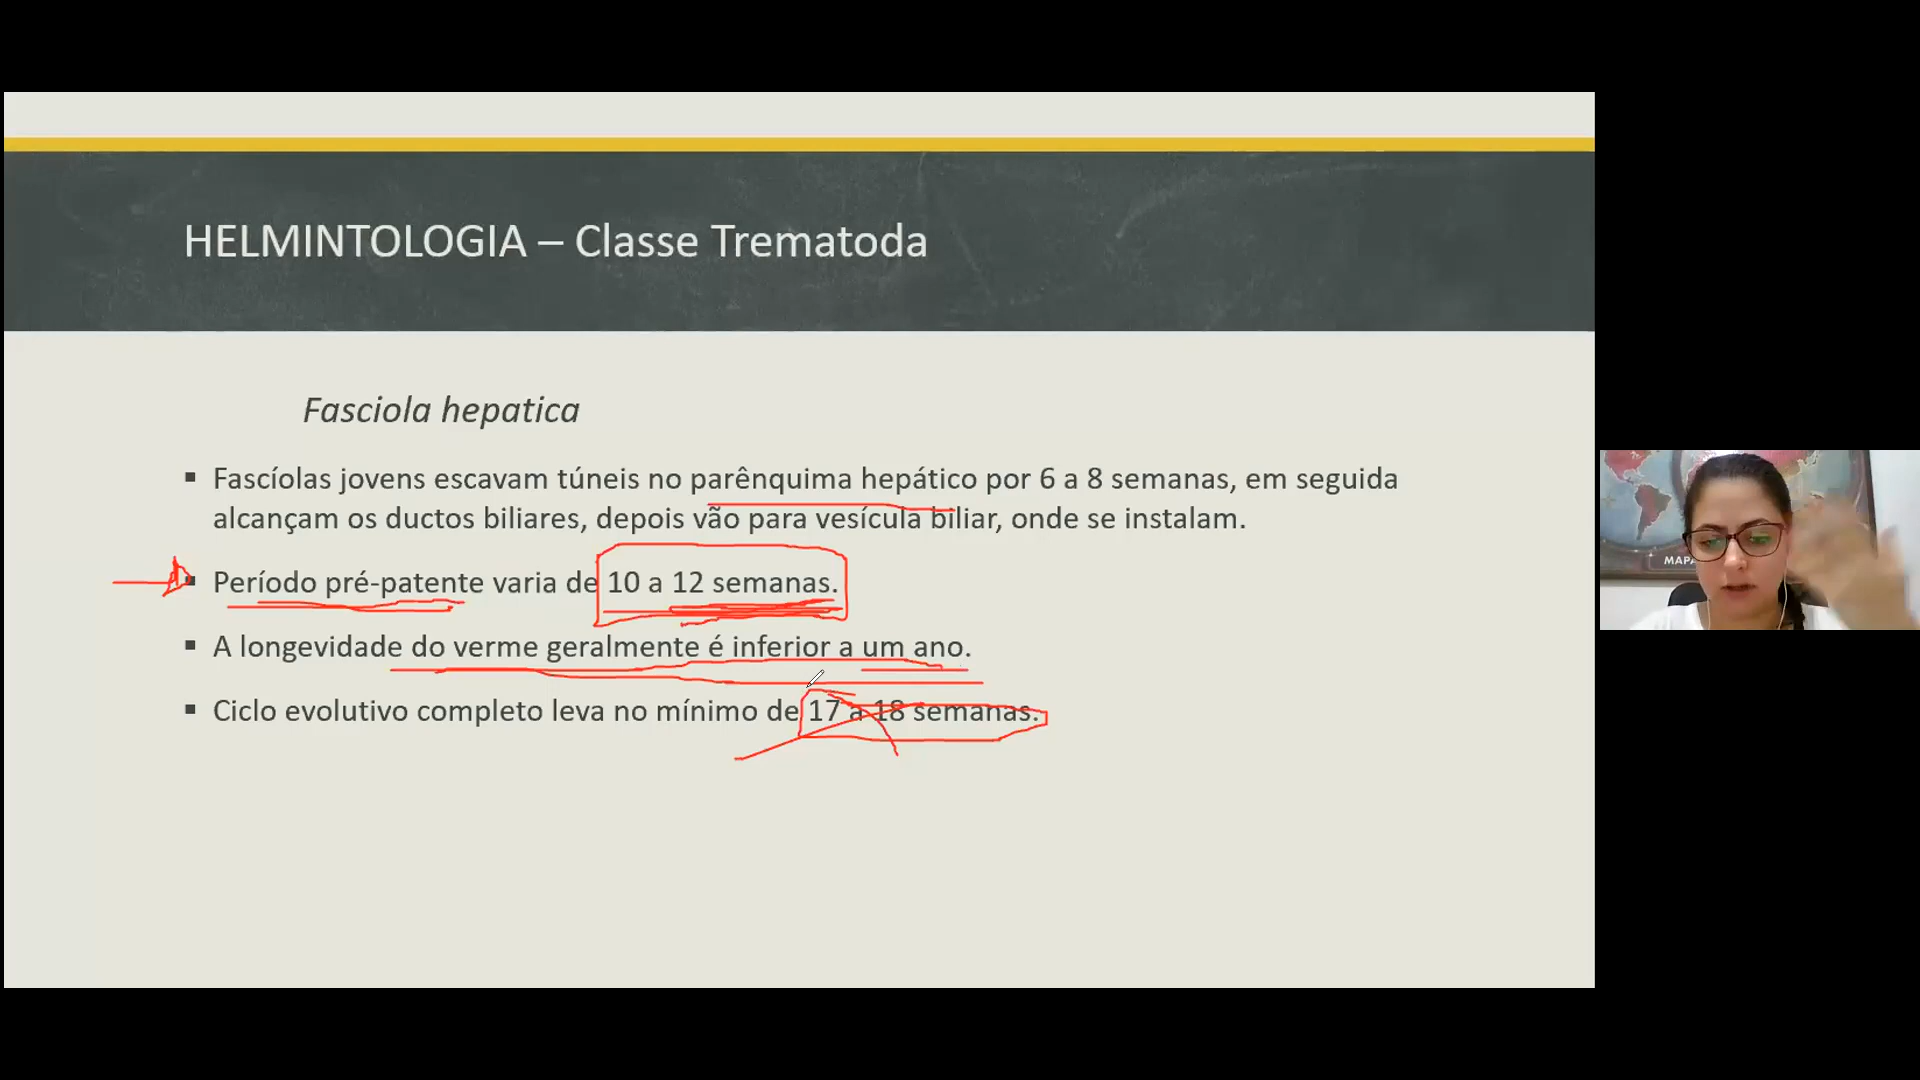 HELMINTOLOGIA – Classe Trematoda
Fasciola hepatica
▪ Fascíolas jovens escavam túneis no parênquima hepático por 6 a 8 semanas, em seguida
alcançam os ductos biliares, depois vão para vesícula biliar, onde se instalam.
▪ Período pré-patente varia de 10 a 12 semanas.
▪ A longevidade do verme geralmente é inferior a um ano.
▪ Ciclo evolutivo completo leva no mínimo de 17 a 18 semanas.